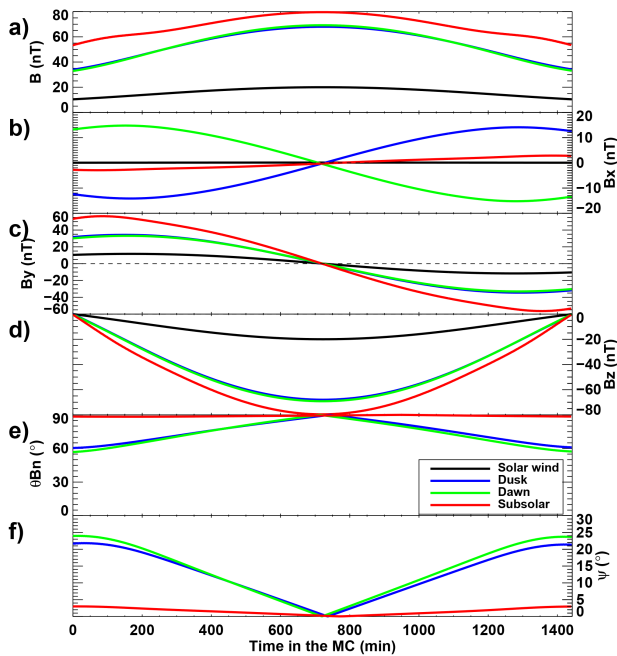 a)
80
60
40
20
0
B (nT)
b)
20
10
0
−10
−20
Bx (nT)
c)
60
40
20
0
−20
−40
−60
By (nT)
d)
0
−20
−40
−60
−80
Bz (nT)
e)
90
60
30
0
θBn (°)
Solar wind
Dusk
Dawn
Subsolar
f)
30
25
20
15
10
5
0
ψ (°)
0 200 400 600 800 1000 1200 1400
Time in the MC (min)